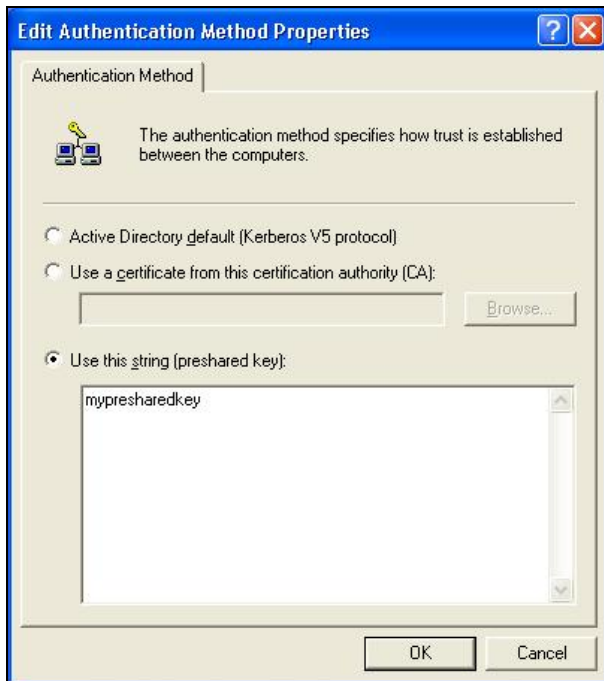 Edit Authentication Method Properties
Authentication Method
The authentication method specifies how trust is established
between the computers.
Active Directory default (Kerberos V5 protocol)
Use a certificate from this certification authority (CA):
Browse...
Use this string (preshared key):
mypresharedkey
OK Cancel